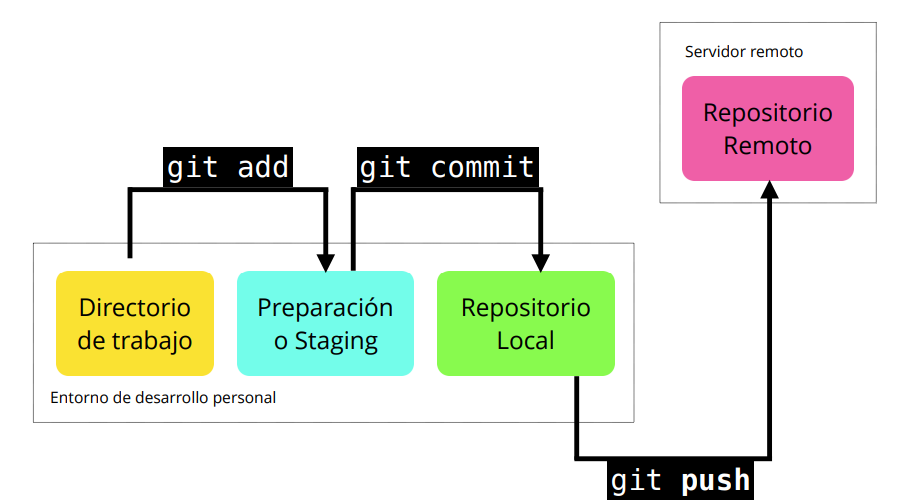 Servidor remoto
Repositorio
Remoto
git add
git commit
Directorio
de trabajo
Preparación
o Staging
Repositorio
Local
Entorno de desarrollo personal
git push